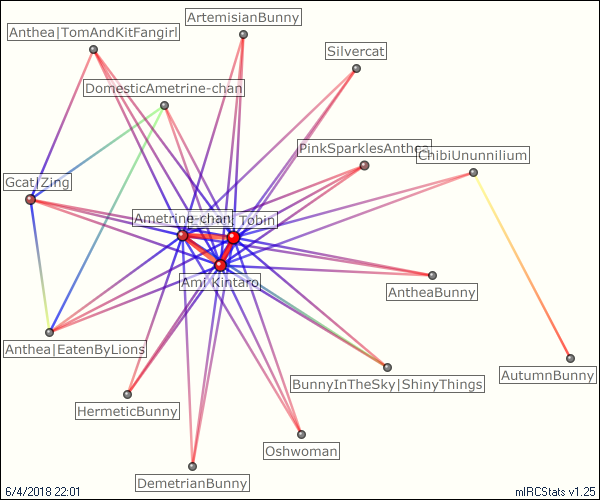 ArtemisianBunny
Anthea|TomAndKitFangirl
Silvercat
DomesticAmetrine-chan
PinkSparklesAnthea
ChibiUnunnilium
Gcat|Zing
Ametrine-chan
Tobin
Ami Kintaro
AntheaBunny
Anthea|EatenByLions
AutumnBunny
BunnyInTheSky|ShinyThings
HermeticBunny
Oshwoman
DemetrianBunny
6/4/2018 22:01
mIRCStats v1.25